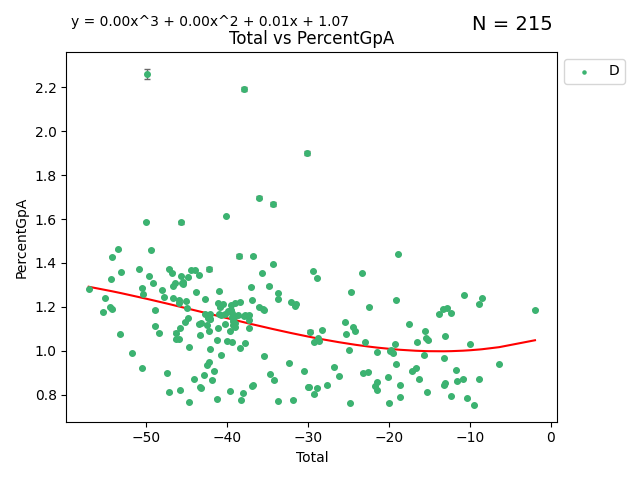 y = 0.00x^3 + 0.00x^2 + 0.01x + 1.07
N = 215
Total vs PercentGpA
D
PercentGpA
2.2
2.0
1.8
1.6
1.4
1.2
1.0
0.8
−50 −40 −30 −20 −10 0
Total